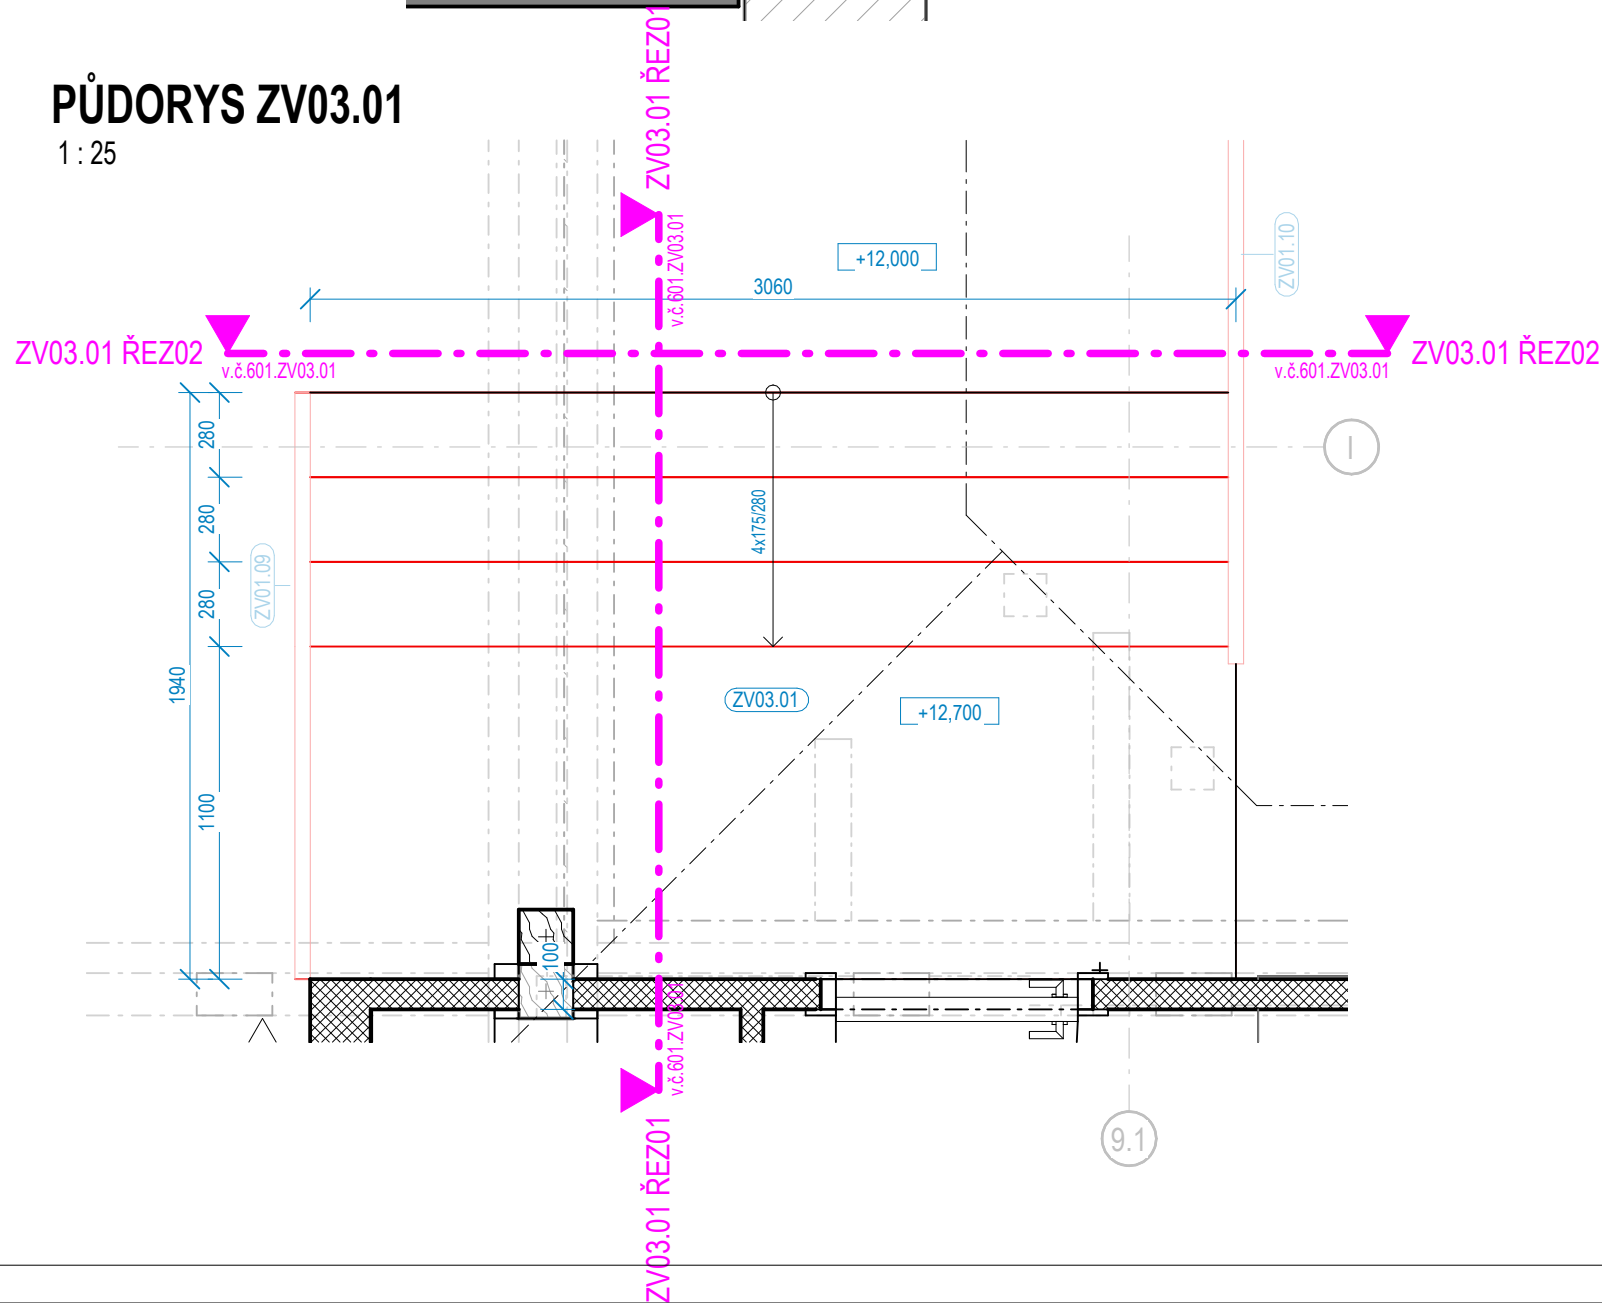 ZV03.01 ŘEZ01
PŮDORYS ZV03.01
1 : 25
v.č.601.ZV03.01
+12,000
ZV01.10
3060
ZV03.01 ŘEZ02
v.č.601.ZV03.01
ZV03.01 ŘEZ02
v.č.601.ZV03.01
280
I
280
4x175/280
ZV01.09
280
1940
ZV03.01
+12,700
1100
100
v.č.601.ZV03.01
9.1
ZV03.01 ŘEZ01